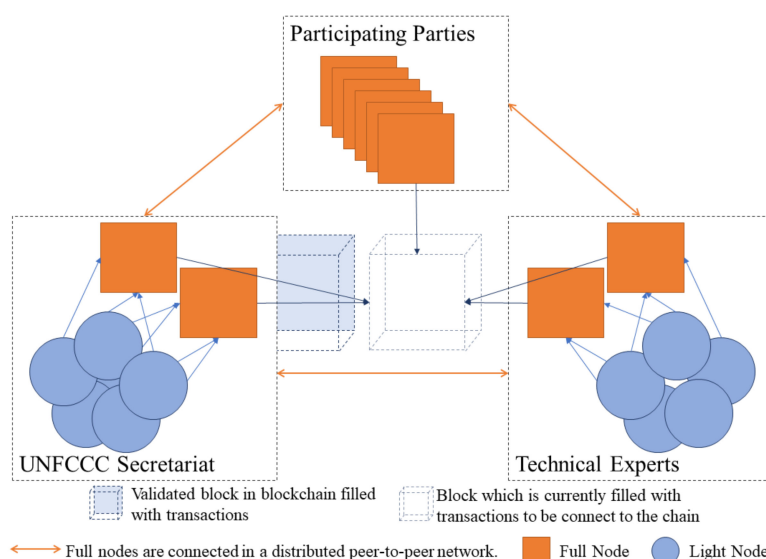 Participating Parties
UNFCCC Secretariat
Technical Experts
Validated block in blockchain filled
with transactions
Block which is currently filled with
transactions to be connect to the chain
Full nodes are connected in a distributed peer-to-peer network.
Full Node
Light Node